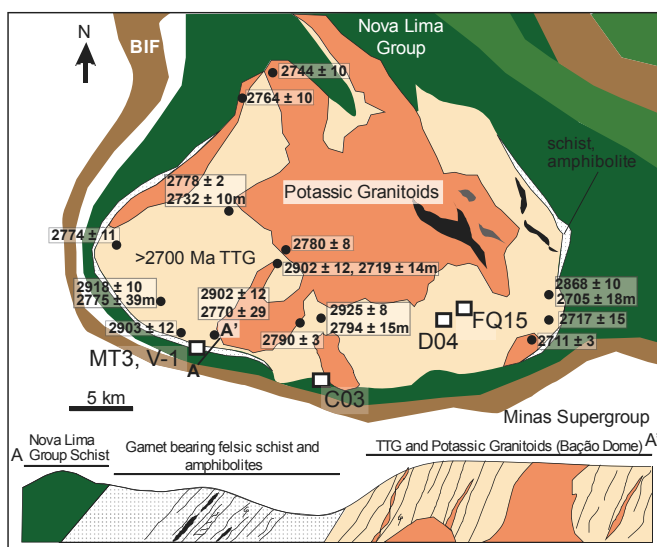 N
BIF
Nova Lima
Group
2744 ± 10
2764 ± 10
schist,
amphibolite
2778 ± 2
2732 ± 10m
Potassic Granitoids
2774 ± 11
>2700 Ma TTG
2780 ± 8
2902 ± 12, 2719 ± 14m
2918 ± 10
2775 ± 39m
2902 ± 12
2770 ± 29
2868 ± 10
2705 ± 18m
2925 ± 8
2794 ± 15m
FQ15
2903 ± 12
A'
2790 ± 3
D04
2717 ± 15
2711 ± 3
MT3, V-1
A
C03
5 km
Minas Supergroup
A
Nova Lima
Group Schist
Garnet bearing felsic schist and
amphibolites
TTG and Potassic Granitoids (Bação Dome)
A'